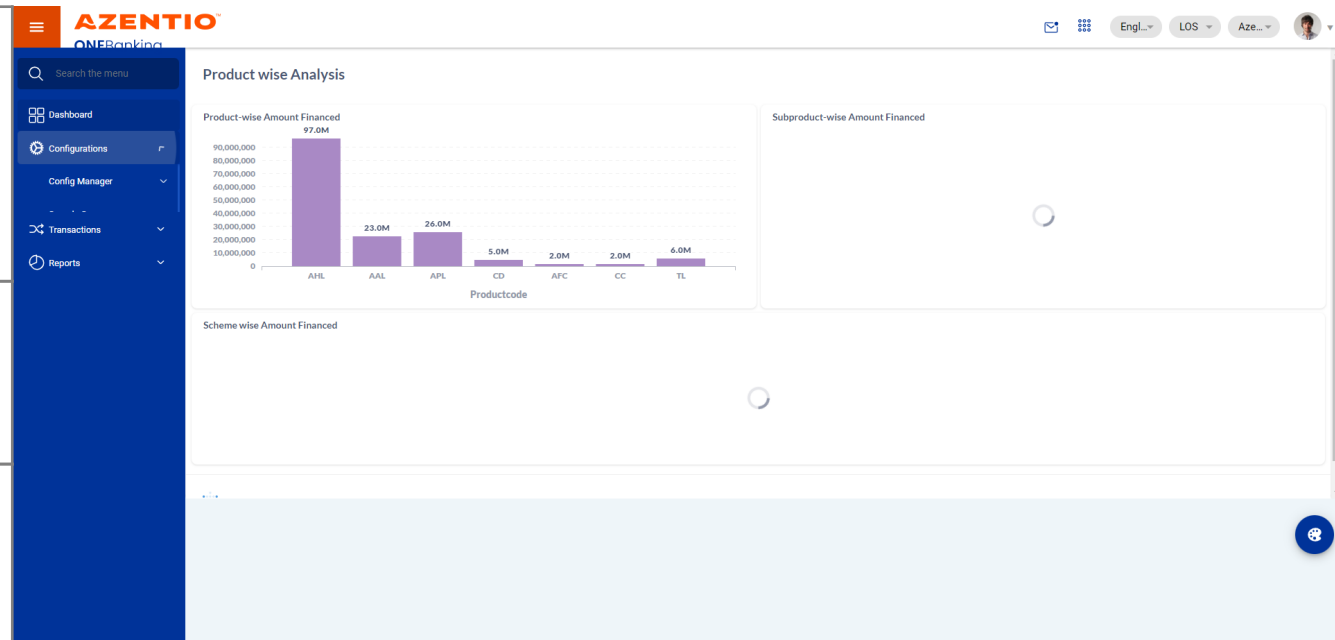 AZENTIO
ONEBanking
Engl...
LOS
Aze...
Search the menu
Dashboard
Configurations
Config Manager
Transactions
Reports
Product wise Analysis
Product-wise Amount Financed
97.0M
90,000,000
80,000,000
70,000,000
60,000,000
50,000,000
40,000,000
30,000,000
20,000,000
10,000,000
0
23.0M
26.0M
5.0M
2.0M
2.0M
6.0M
AHL AAL APL CD AFC CC TL
Productcode
Subproduct-wise Amount Financed
Scheme wise Amount Financed